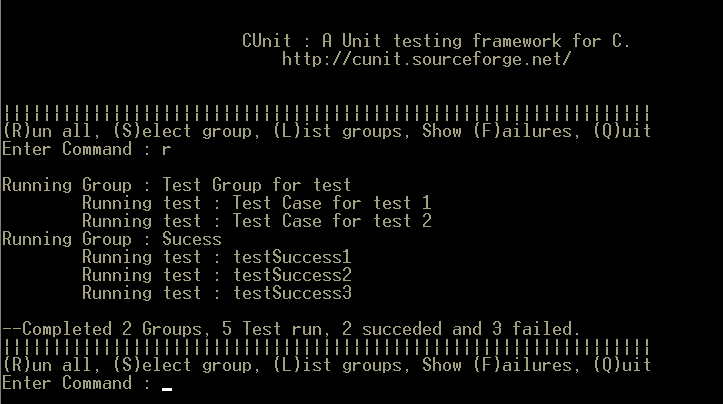 CUnit : A Unit testing framework for C.
http://cunit.sourceforge.net/
|||||||||||||||||||||||||||||||||||||||||||||||||||||||||||||||||
(R)un all, (S)elect group, (L)ist groups, Show (F)ailures, (Q)uit
Enter Command : r
Running Group : Test Group for test
Running test : Test Case for test 1
Running test : Test Case for test 2
Running Group : Sucess
Running test : testSuccess1
Running test : testSuccess2
Running test : testSuccess3
--Completed 2 Groups, 5 Test run, 2 succeded and 3 failed.
|||||||||||||||||||||||||||||||||||||||||||||||||||||||||||||||||
(R)un all, (S)elect group, (L)ist groups, Show (F)ailures, (Q)uit
Enter Command : _